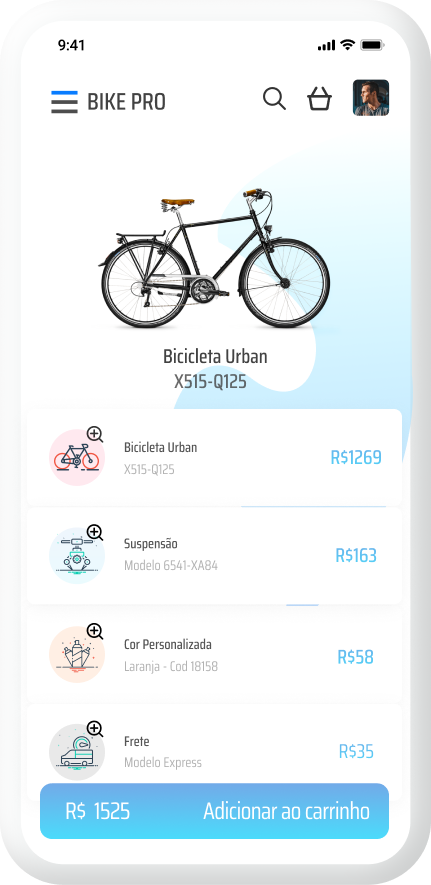 9:41
BIKE PRO
Bicicleta Urban
X515-Q125
Bicicleta Urban
X515-Q125
R$1269
Suspensão
Modelo 6541-XA84
R$163
Cor Personalizada
Laranja - Cod 18158
R$58
Frete
Modelo Express
R$35
R$ 1525
Adicionar ao carrinho